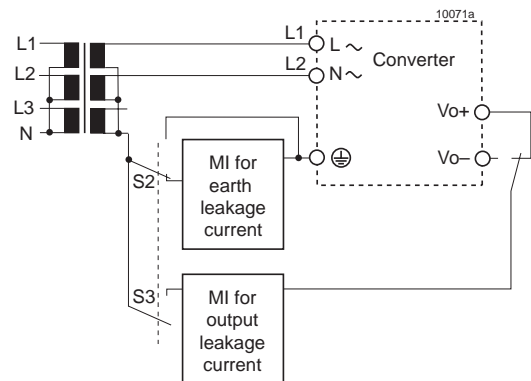 10071a
L1
L1
L ∼
Converter
L2
L2
N ∼
L3
Vo+
N
Vo–
MI for
earth
leakage
current
S2
S3
MI for
output
leakage
current